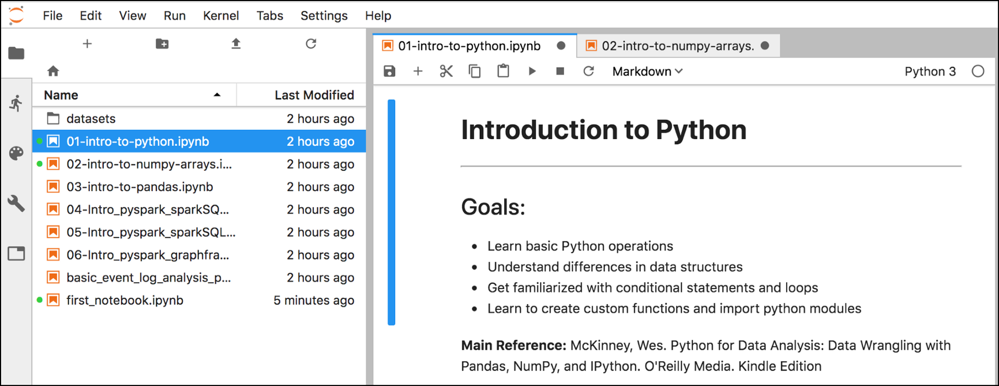 File Edit View Run Kernel Tabs Settings Help
01-intro-to-python.ipynb 02-intro-to-numpy-arrays.
Markdown Python 3
Name Last Modified
datasets 2 hours ago
01-intro-to-python.ipynb 2 hours ago
02-intro-to-numpy-arrays.i... 2 hours ago
03-intro-to-pandas.ipynb 2 hours ago
04-Intro_pyspark_sparkSQ... 2 hours ago
05-Intro_pyspark_sparkSQL... 2 hours ago
06-Intro_pyspark_graphfra... 2 hours ago
basic_event_log_analysis_p... 2 hours ago
first_notebook.ipynb 5 minutes ago
Introduction to Python
Goals:
Learn basic Python operations
Understand differences in data structures
Get familiarized with conditional statements and loops
Learn to create custom functions and import python modules
Main Reference: McKinney, Wes. Python for Data Analysis: Data Wrangling with
Pandas, NumPy, and IPython. O'Reilly Media. Kindle Edition